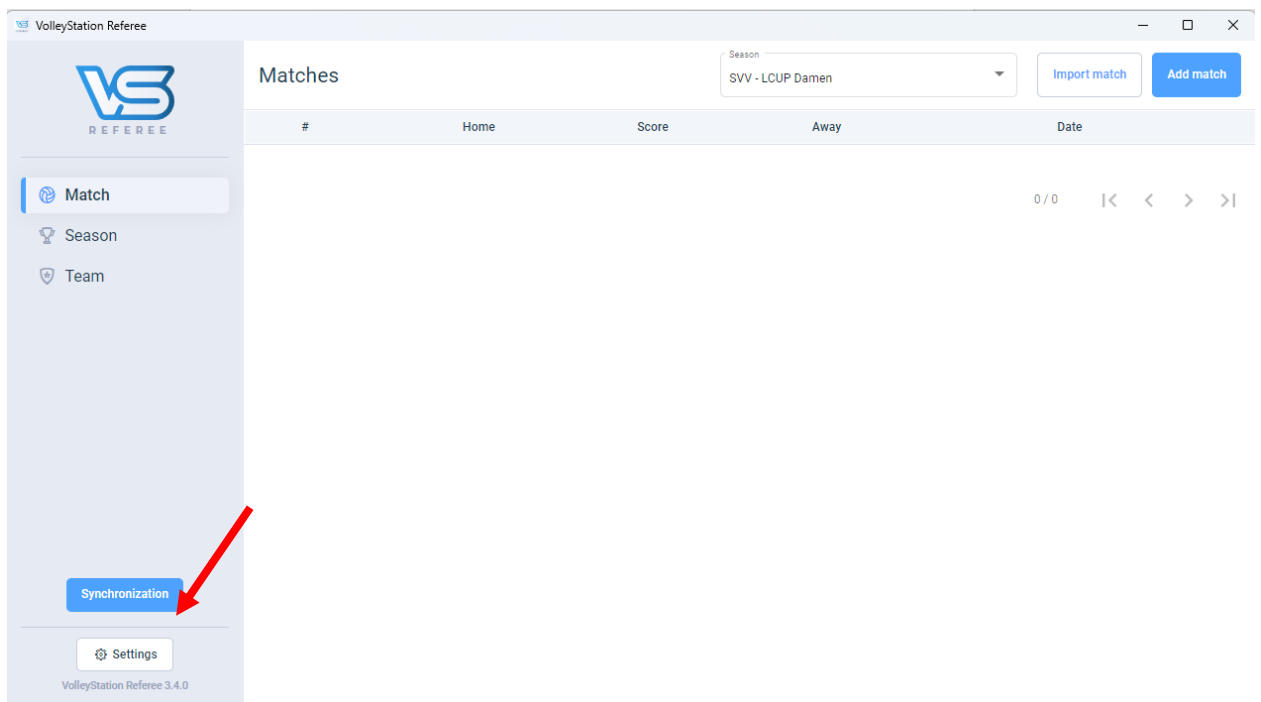 VolleyStation Referee
VS
REFEREE
Match
Season
Team
Synchronization
Settings
VolleyStation Referee 3.4.0
Matches
Season
SVV - LCUP Damen
Import match
Add match
# Home Score Away Date
0 / 0